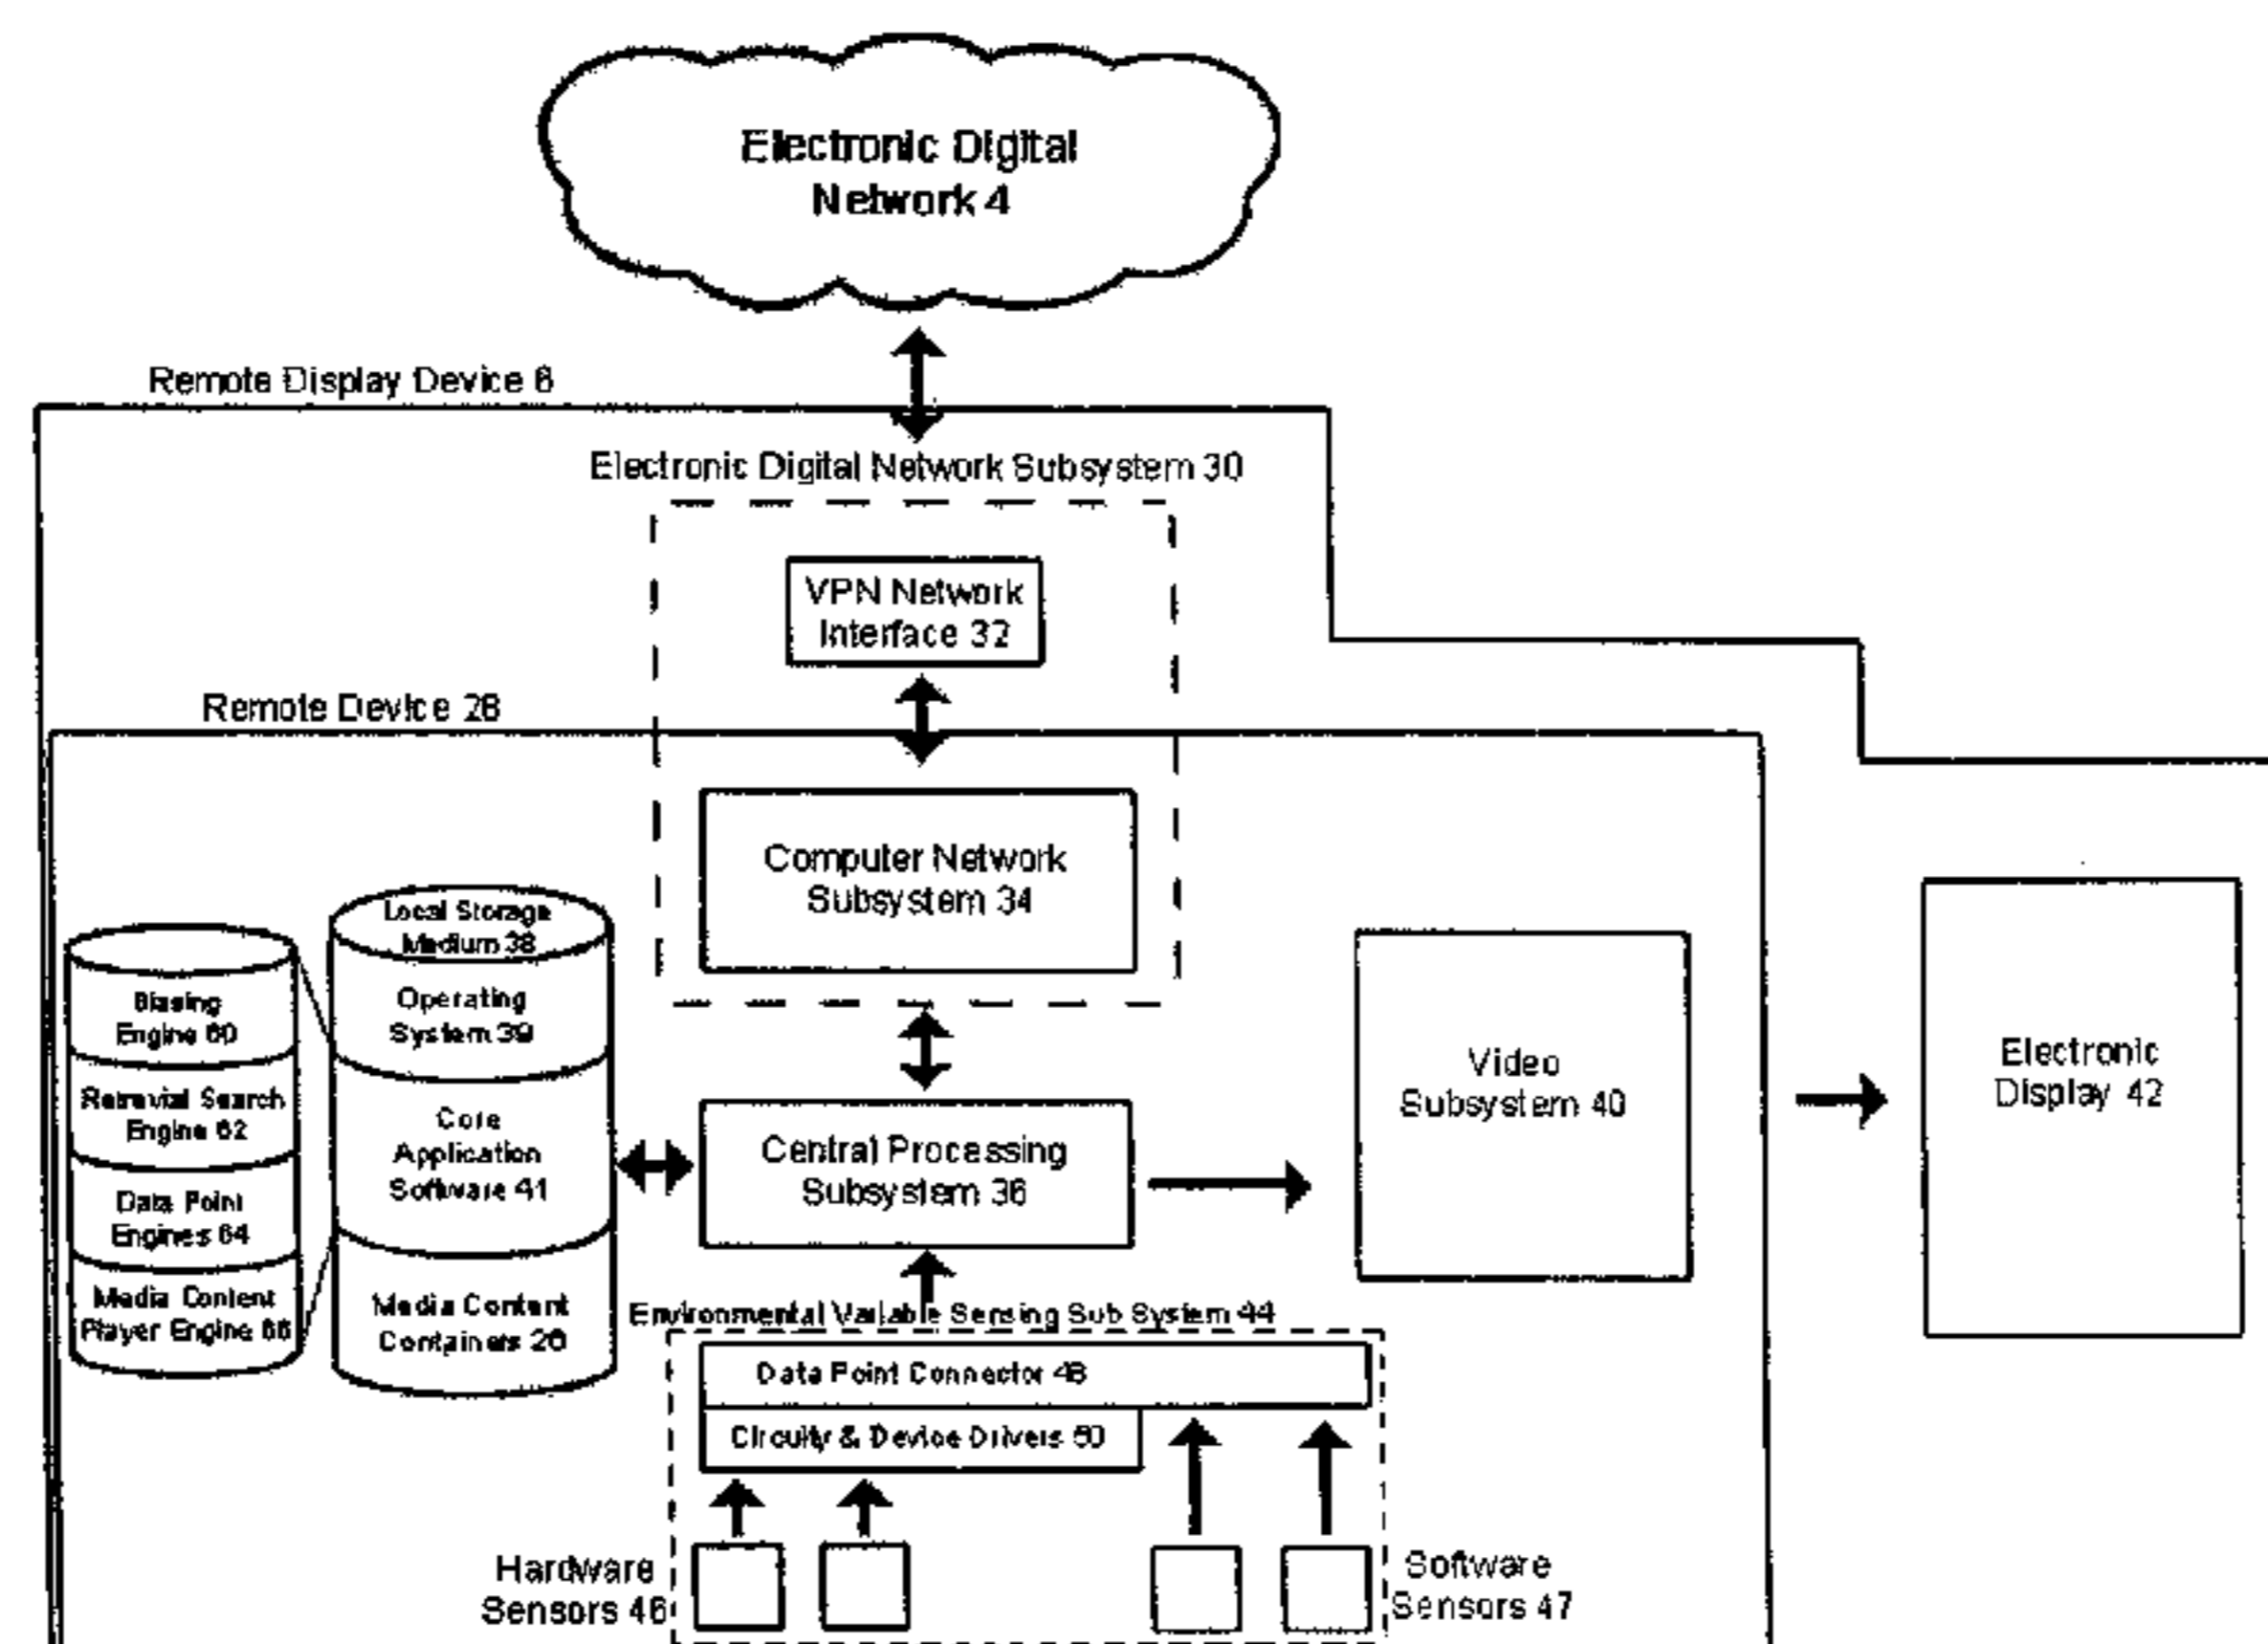 Electronic Digital
Network 4
Remote Display Device 6
Electronic Digital Network Subsystem 30
VPN Network
Interface 32
Remote Device 28
Computer Network
Subsystem 34
Local Storage
Medium 38
Operating
System 39
Core
Application
Software 41
Media Content
Containers 26
Biasing
Engine 60
Retrevial Search
Engine 62
Data Point
Engines 64
Media Content
Player Engine 66
Central Processing
Subsystem 36
Video
Subsystem 40
Electronic
Display 42
Environmental Variable Sensing Sub System 44
Data Point Connector 48
Circuity & Device Drivers 50
Hardware
Sensors 46
Software
Sensors 47